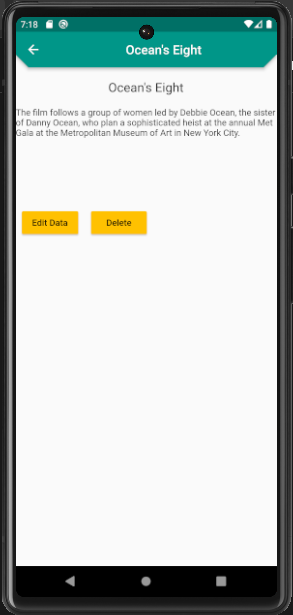 7:18
Ocean's Eight
Ocean's Eight
The film follows a group of women led by Debbie Ocean, the sister
of Danny Ocean, who plan a sophisticated heist at the annual Met
Gala at the Metropolitan Museum of Art in New York City.
Edit Data Delete